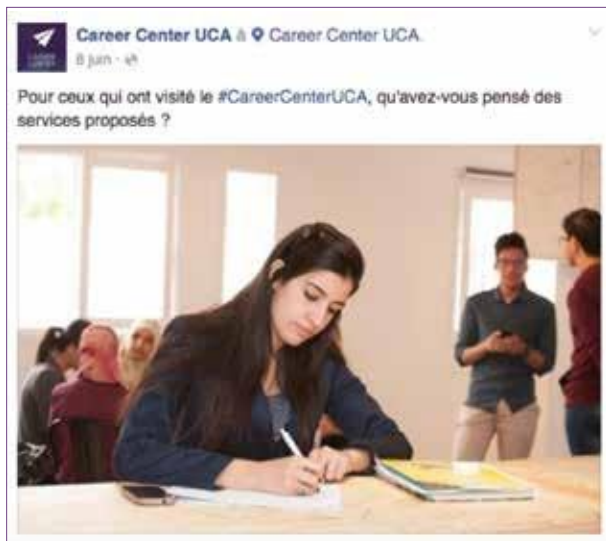 Career Center UCA à Career Center UCA.
8 juin ·
Pour ceux qui ont visité le #CareerCenterUCA, qu'avez-vous pensé des
services proposés ?